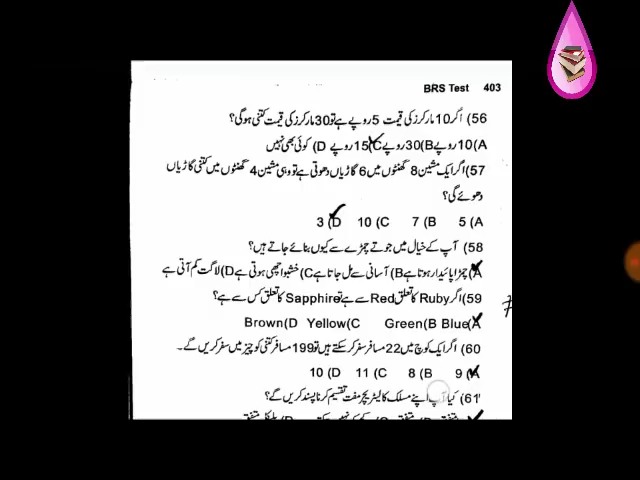 BRS Test 403
56) اگر 10 مارکرز کی قیمت 5 روپے ہے تو 30 مارکرز کی قیمت کتنی ہوگی؟
A) 10 روپے B) 30 روپے C) 15 روپے D) کوئی بھی نہیں
57) اگر ایک مشین 8 گھنٹوں میں 6 گاڑیاں دھوتی ہے تو وہی مشین 4 گھنٹوں میں کتنی گاڑیاں
دھوئے گی؟
A) 5 B) 7 C) 10 D) 3
58) آپ کے خیال میں جوتے چمڑے سے کیوں بنائے جاتے ہیں؟
A) چمڑا پائیدار ہوتا ہے B) آسانی سے مل جاتا ہے C) خشبو اچھی ہوتی ہے D) لاگت کم آتی ہے
59) اگر Ruby کا تعلق Red سے ہے تو Sapphire کا تعلق کس سے ہے؟
A) Blue B) Green C) Yellow D) Brown
60) اگر ایک کوچ میں 22 مسافر سفر کر سکتے ہیں تو 199 مسافر کتنی کوچیز میں سفر کریں گے۔
A) 9 B) 8 C) 11 D) 10
61) کیا آپ اپنے مسلک کا لیٹریچر مفت تقسیم کرنا پسند کریں گے؟